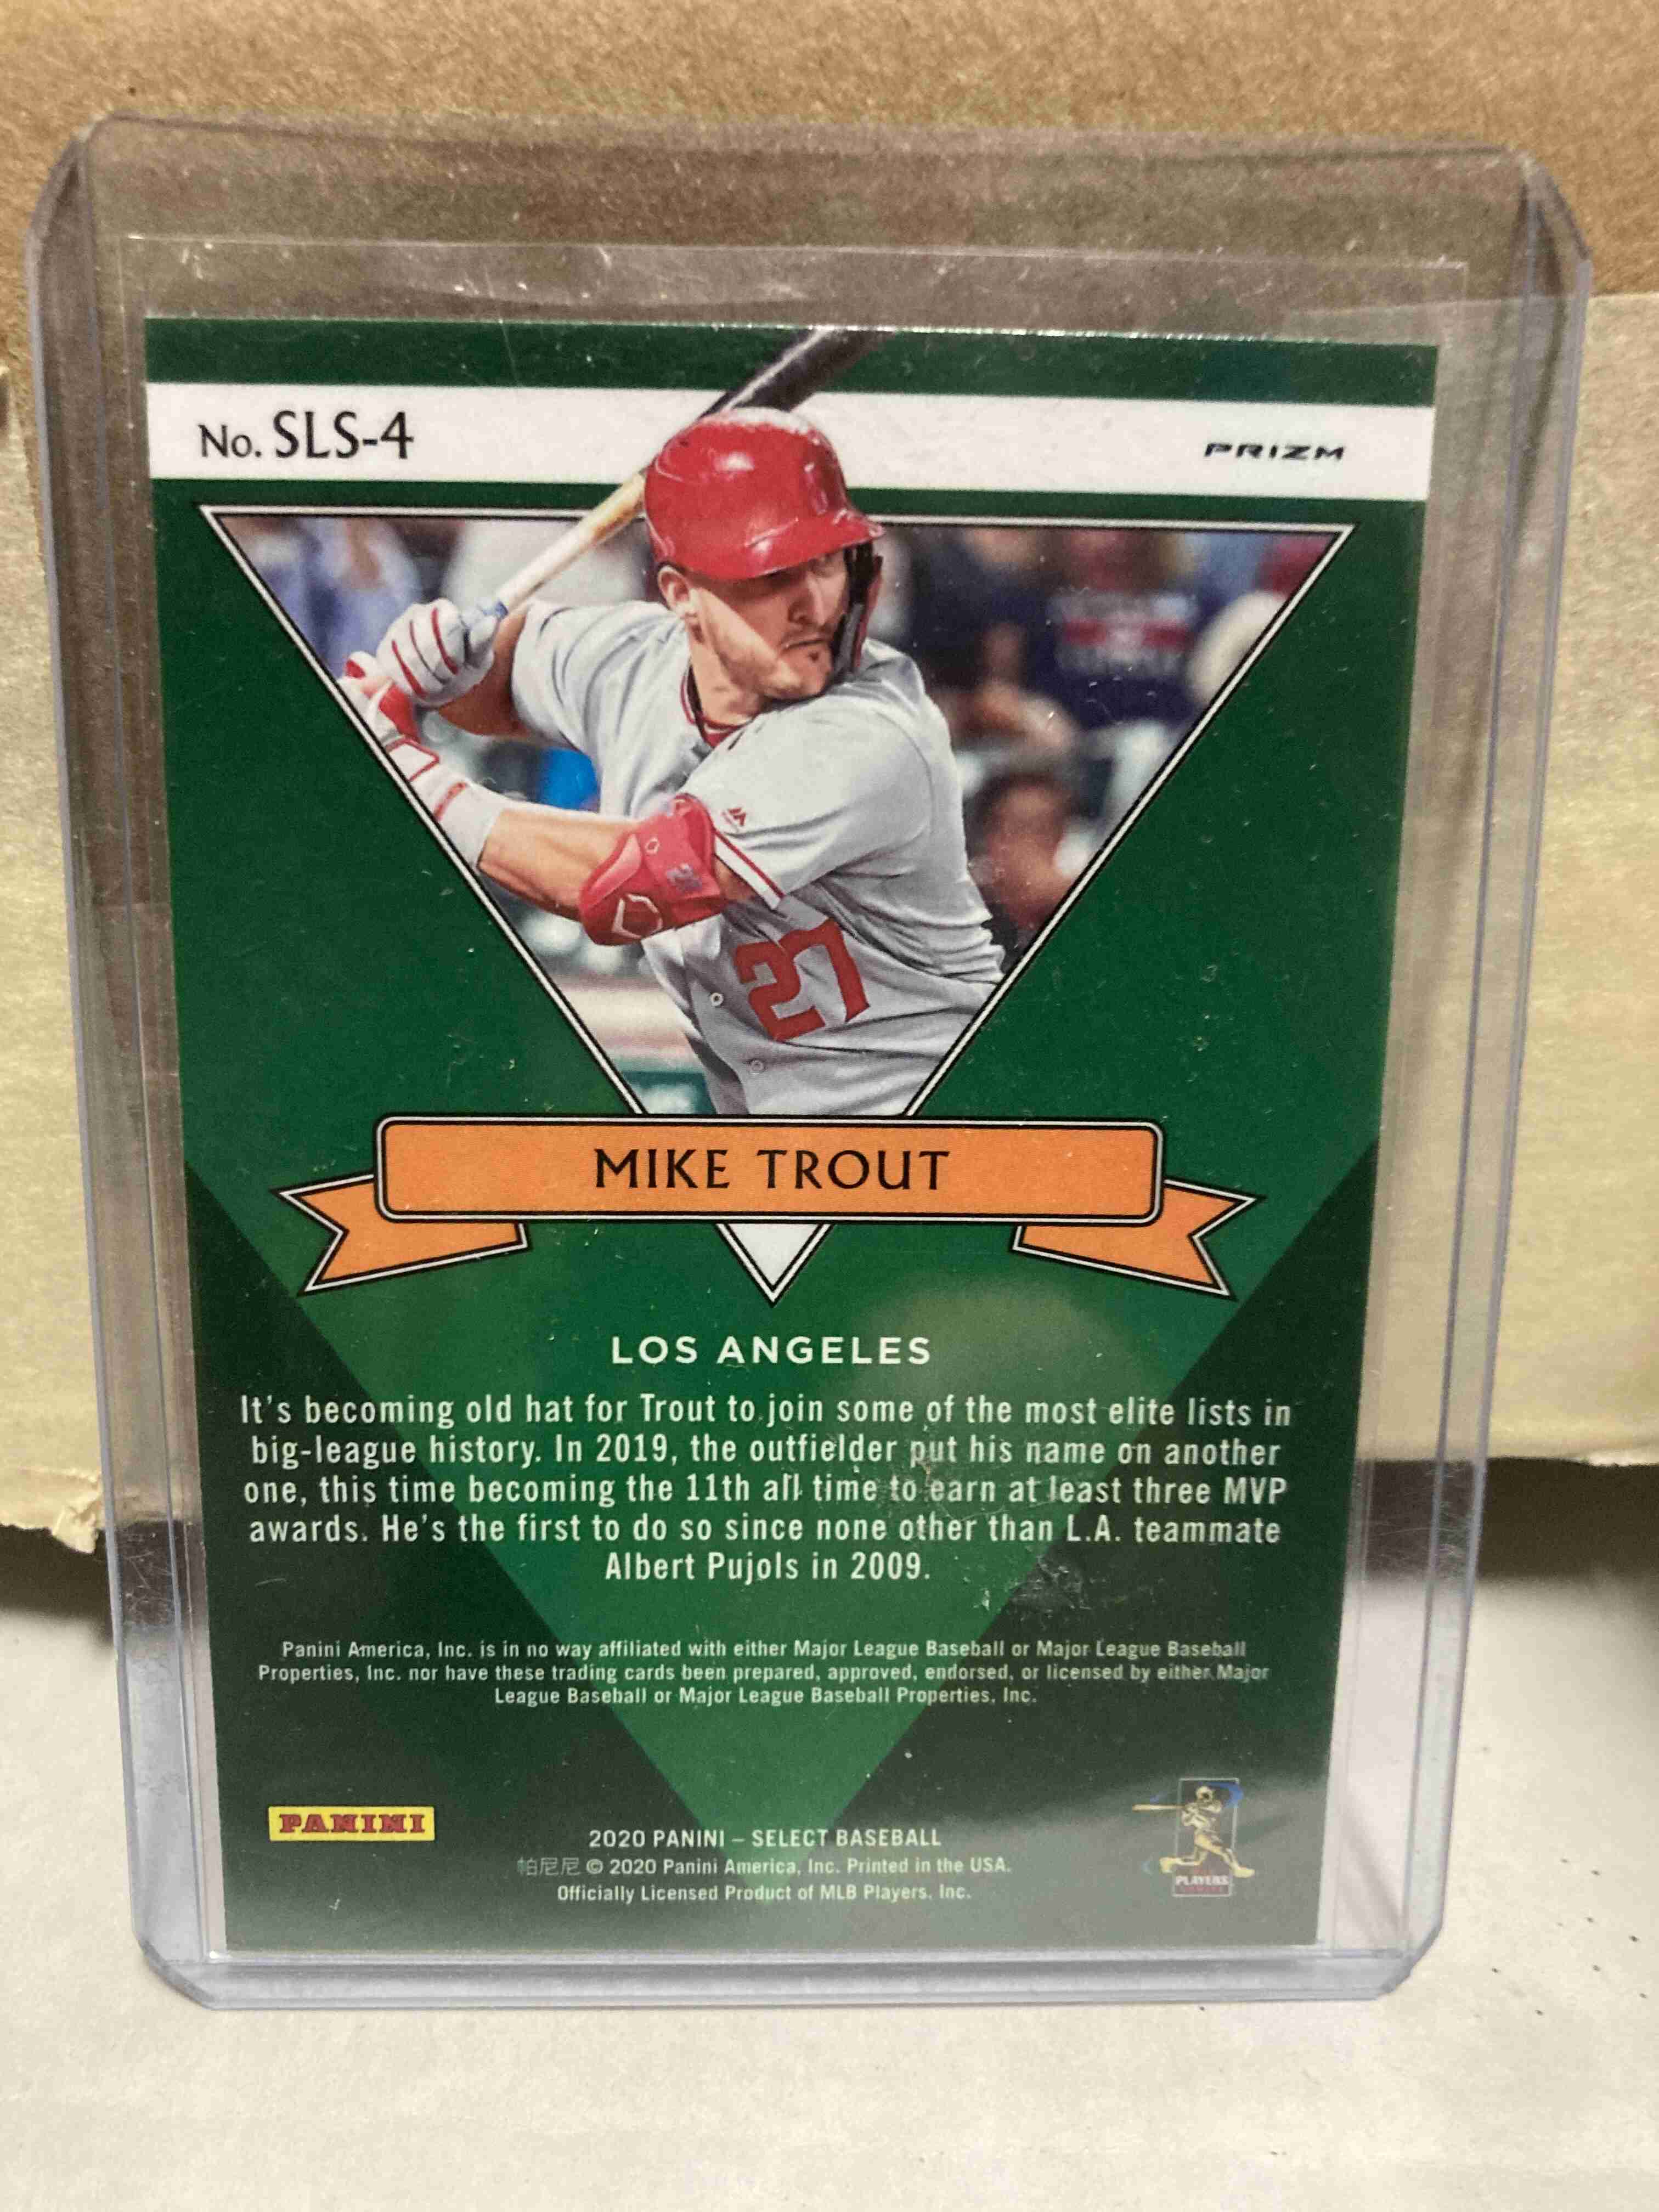 No. SLS-4
PRIZM
27
MIKE TROUT
LOS ANGELES
It's becoming old hat for Trout to join some of the most elite lists in
big-league history. In 2019, the outfielder put his name on another
one, this time becoming the 11th all time to earn at least three MVP
awards. He's the first to do so since none other than L.A. teammate
Albert Pujols in 2009.
Panini America, Inc. is in no way affiliated with either Major League Baseball or Major League Baseball
Properties, Inc. nor have these trading cards been prepared, approved, endorsed, or licensed by either Major
League Baseball or Major League Baseball Properties, Inc.
PANINI
2020 PANINI – SELECT BASEBALL
帕尼尼 © 2020 Panini America, Inc. Printed in the USA.
Officially Licensed Product of MLB Players, Inc.
PLAYERS